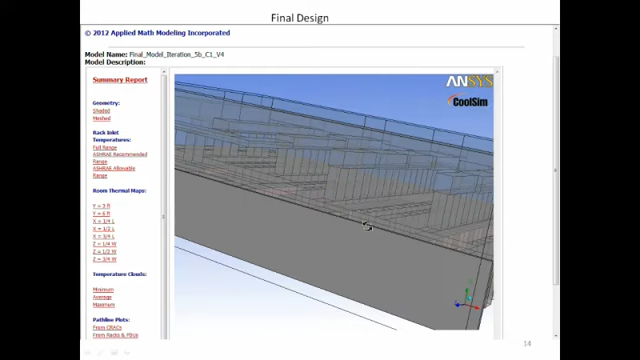 Final Design
© 2012 Applied Math Modeling Incorporated
Model Name: Final_Model_Iteration_5b_C1_V4
Model Description:
Summary Report
Geometry:
Shaded
Meshed
Rack Inlet
Temperatures:
Full Range
ASHRAE Recommended
Range
ASHRAE Allowable
Range
Room Thermal Maps:
Y = 3 ft
Y = 6 ft
X = 1/4 L
X = 1/2 L
X = 3/4 L
Z = 1/4 W
Z = 1/2 W
Z = 3/4 W
Temperature Clouds:
Minimum
Average
Maximum
Pathline Plots:
From CRACs
From Racks & PDUs
ANSYS
CoolSim
14